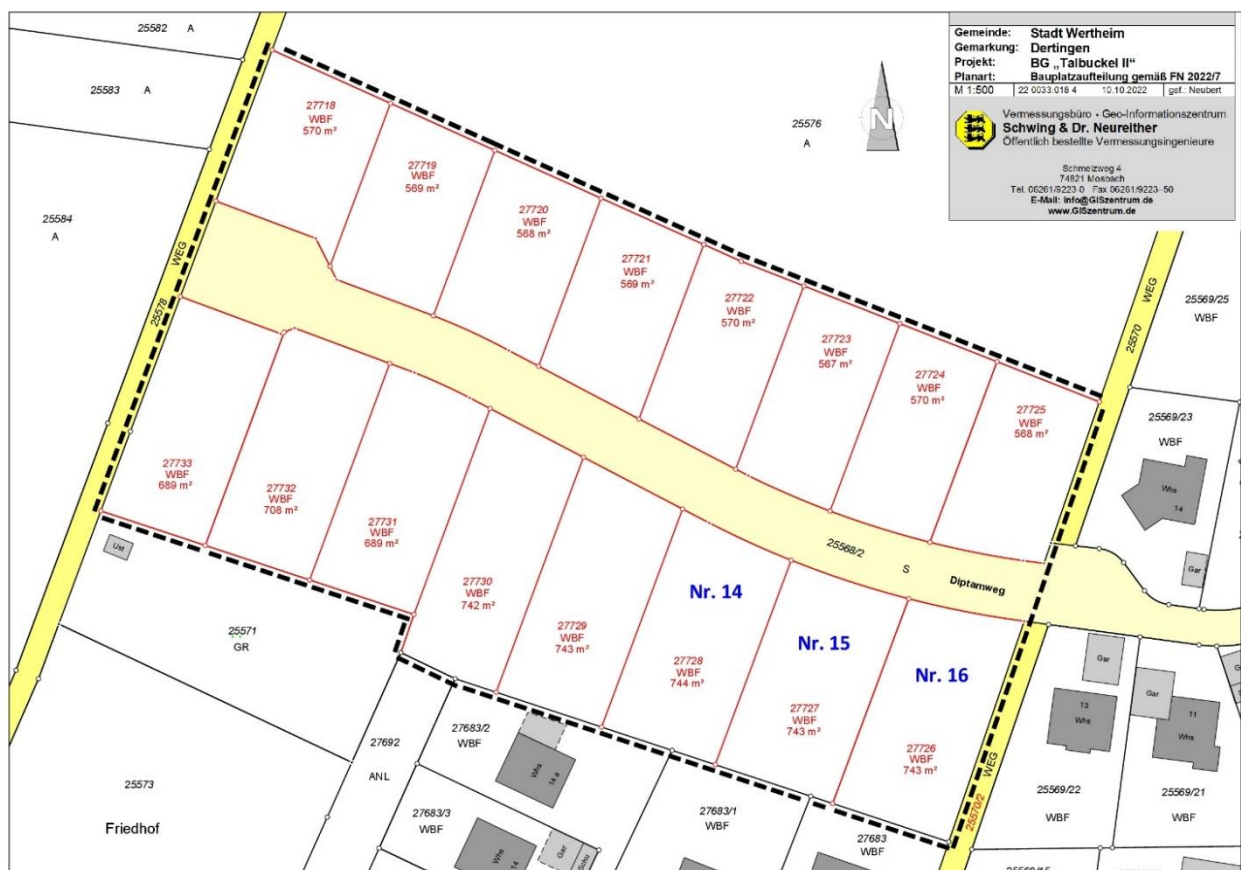 Gemeinde: Stadt Wertheim
Gemarkung: Dertingen
Projekt: BG „Talbuckel II“
Planart: Bauplatzaufteilung gemäß FN 2022/7
M 1:500 22 0033.018 4 10.10.2022 gef.: Neubert
Vermessungsbüro • Geo-Informationszentrum
Schwing & Dr. Neureither
Öffentlich bestellte Vermessungsingenieure
Schmelzweg 4
74821 Mosbach
Tel. 06261/9223-0 Fax 06261/9223-50
E-Mail: Info@GISzentrum.de
www.GISzentrum.de
N
25582 A
25583 A
25584
A
25576
A
WEG
25578
27718
WBF
570 m²
27719
WBF
569 m²
27720
WBF
568 m²
27721
WBF
569 m²
27722
WBF
570 m²
27723
WBF
567 m²
27724
WBF
570 m²
27725
WBF
568 m²
WEG
25570
25569/25
WBF
25569/23
WBF
Whs
14
Gar
27733
WBF
689 m²
27732
WBF
708 m²
27731
WBF
689 m²
27730
WBF
742 m²
27729
WBF
743 m²
Nr. 14
27728
WBF
744 m²
Nr. 15
27727
WBF
743 m²
Nr. 16
27726
WBF
743 m²
25568/2
S
Diptamweg
Ust
25571
GR
25573
Friedhof
27692
ANL
27683/2
WBF
Whs
14 a
27683/3
WBF
Whs
14
Gar
Schu
27683/1
WBF
27683
WBF
WEG
25570/2
Gar
13
Whs
Gar
11
Whs
25569/22
WBF
25569/21
WBF